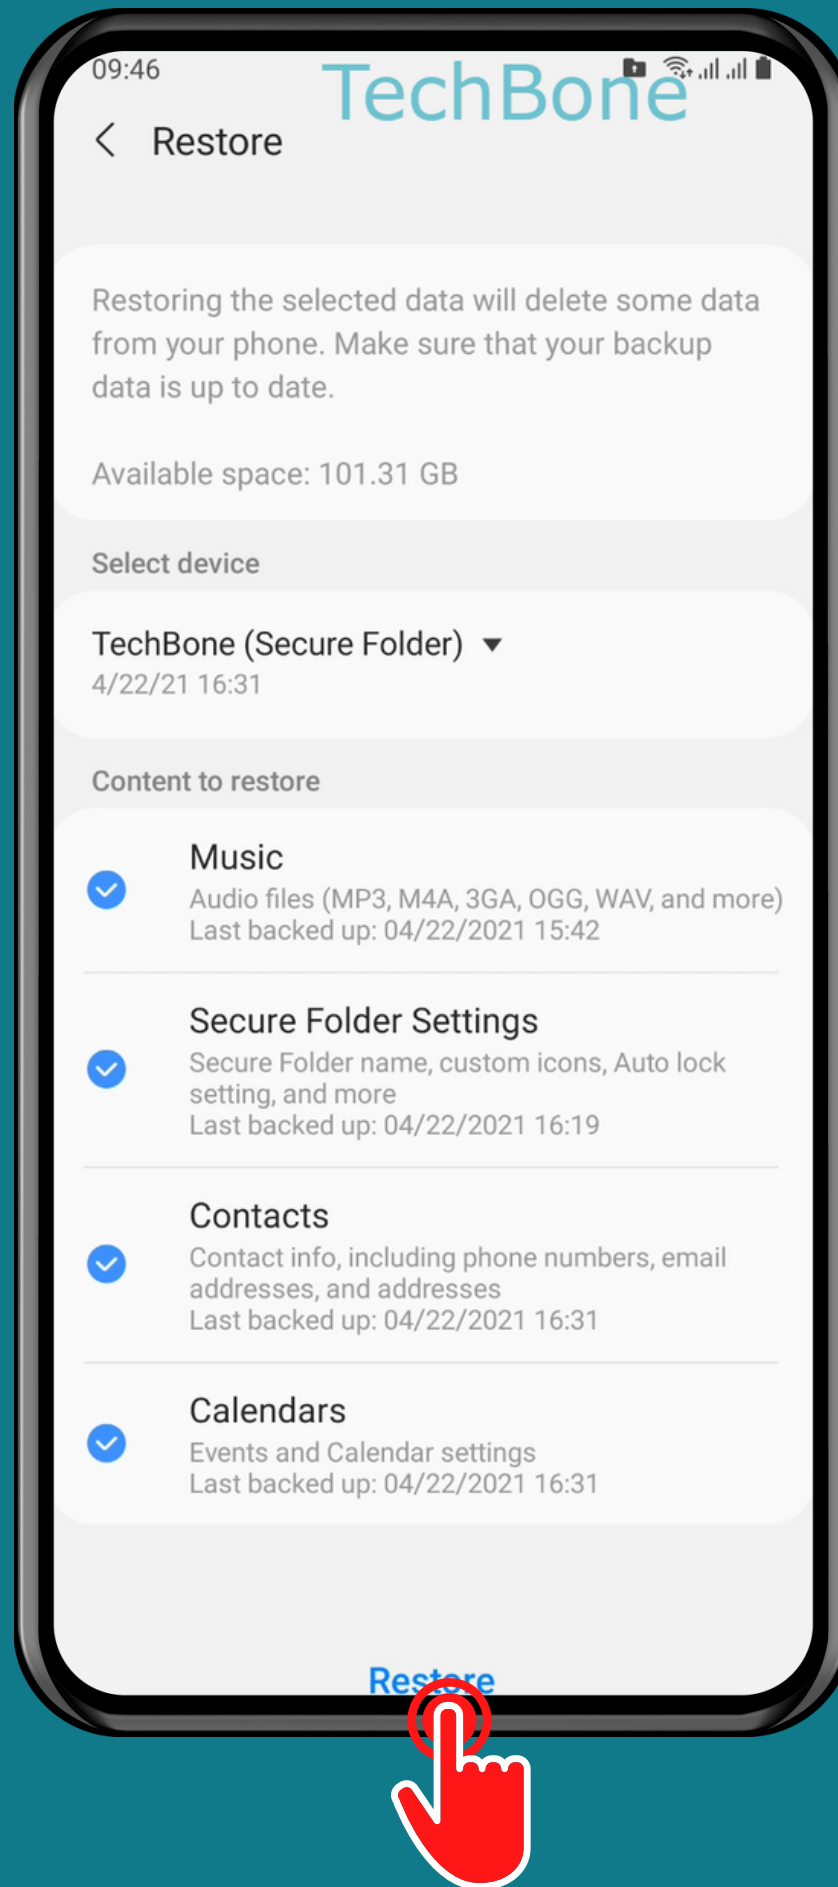 09:46
TechBone
Restore
Restoring the selected data will delete some data
from your phone. Make sure that your backup
data is up to date.
Available space: 101.31 GB
Select device
TechBone (Secure Folder)
4/22/21 16:31
Content to restore
Music
Audio files (MP3, M4A, 3GA, OGG, WAV, and more)
Last backed up: 04/22/2021 15:42
Secure Folder Settings
Secure Folder name, custom icons, Auto lock
setting, and more
Last backed up: 04/22/2021 16:19
Contacts
Contact info, including phone numbers, email
addresses, and addresses
Last backed up: 04/22/2021 16:31
Calendars
Events and Calendar settings
Last backed up: 04/22/2021 16:31
Restore